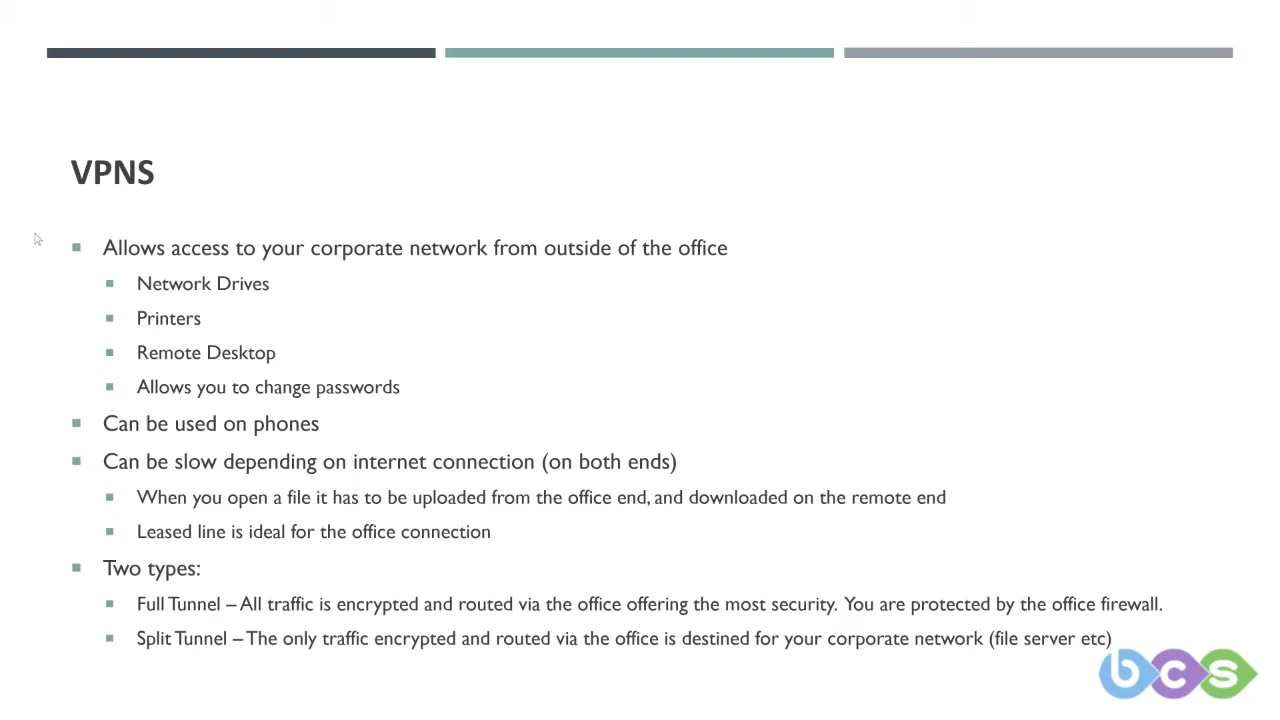 VPNS
Allows access to your corporate network from outside of the office
Network Drives
Printers
Remote Desktop
Allows you to change passwords
Can be used on phones
Can be slow depending on internet connection (on both ends)
When you open a file it has to be uploaded from the office end, and downloaded on the remote end
Leased line is ideal for the office connection
Two types:
Full Tunnel – All traffic is encrypted and routed via the office offering the most security. You are protected by the office firewall.
Split Tunnel – The only traffic encrypted and routed via the office is destined for your corporate network (file server etc)
bcs